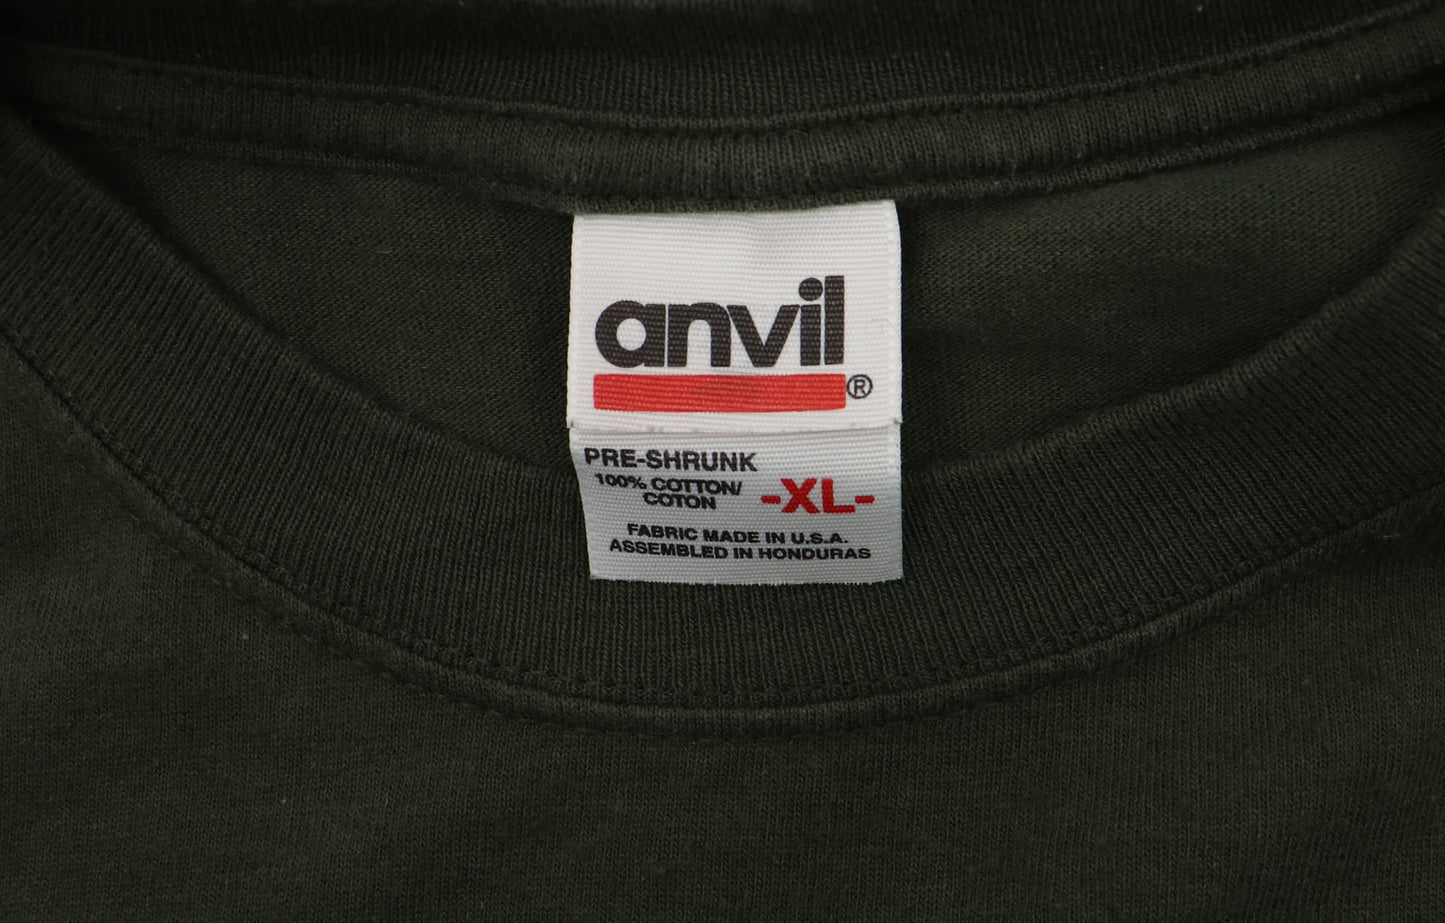 anvil®
PRE-SHRUNK
100% COTTON/
COTON
-XL-
FABRIC MADE IN U.S.A.
ASSEMBLED IN HONDURAS